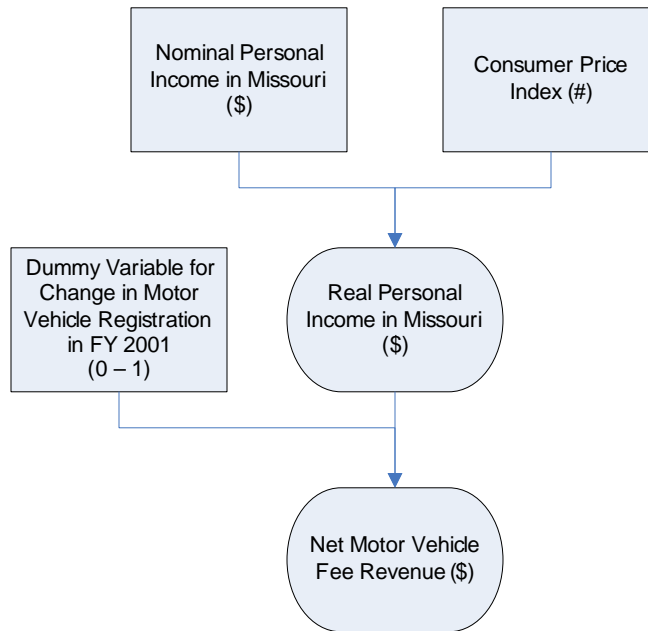 Nominal Personal
Income in Missouri
($)
Consumer Price
Index (#)
Dummy Variable for
Change in Motor
Vehicle Registration
in FY 2001
(0 – 1)
Real Personal
Income in Missouri
($)
Net Motor Vehicle
Fee Revenue ($)